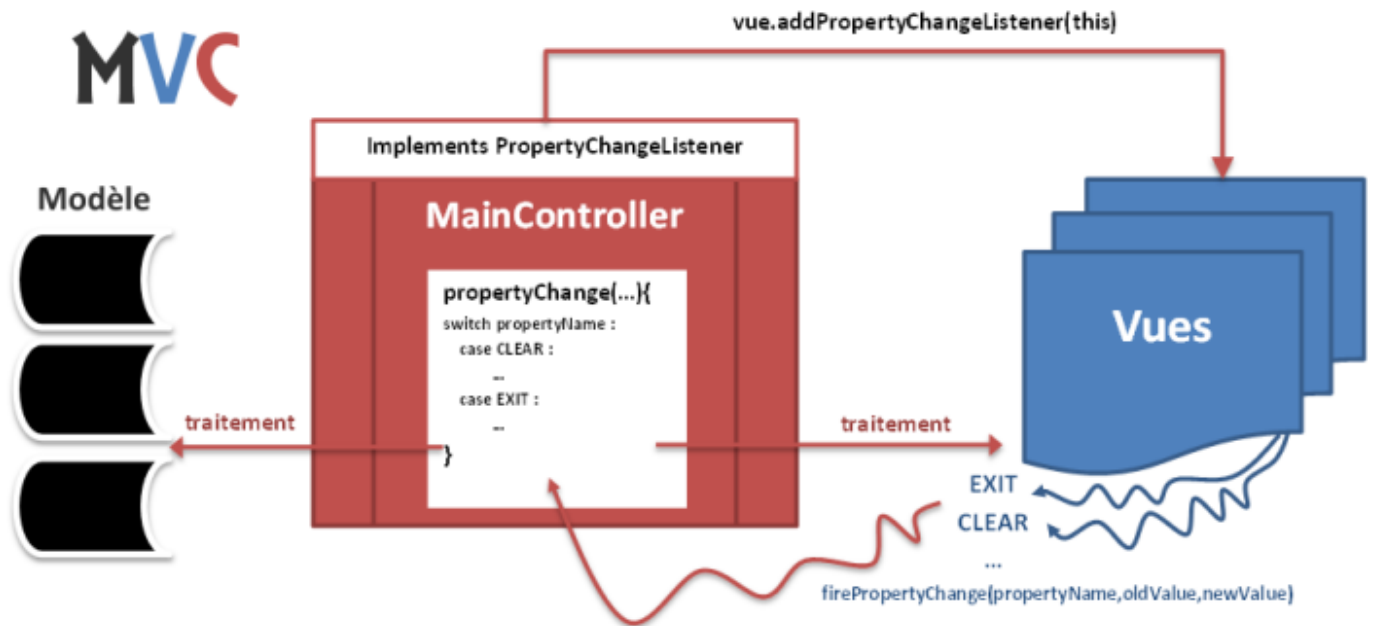 vue.addPropertyChangeListener(this)
MVC
Implements PropertyChangeListener
Modèle
MainController
propertyChange(...){
switch propertyName :
case CLEAR :
...
case EXIT :
...
}
Vues
traitement
traitement
EXIT
CLEAR
...
firePropertyChange(propertyName,oldValue,newValue)